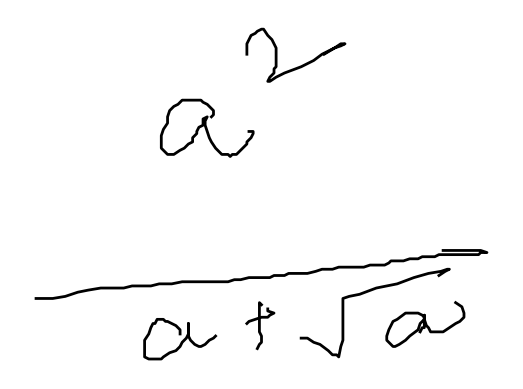 a²
a + √a